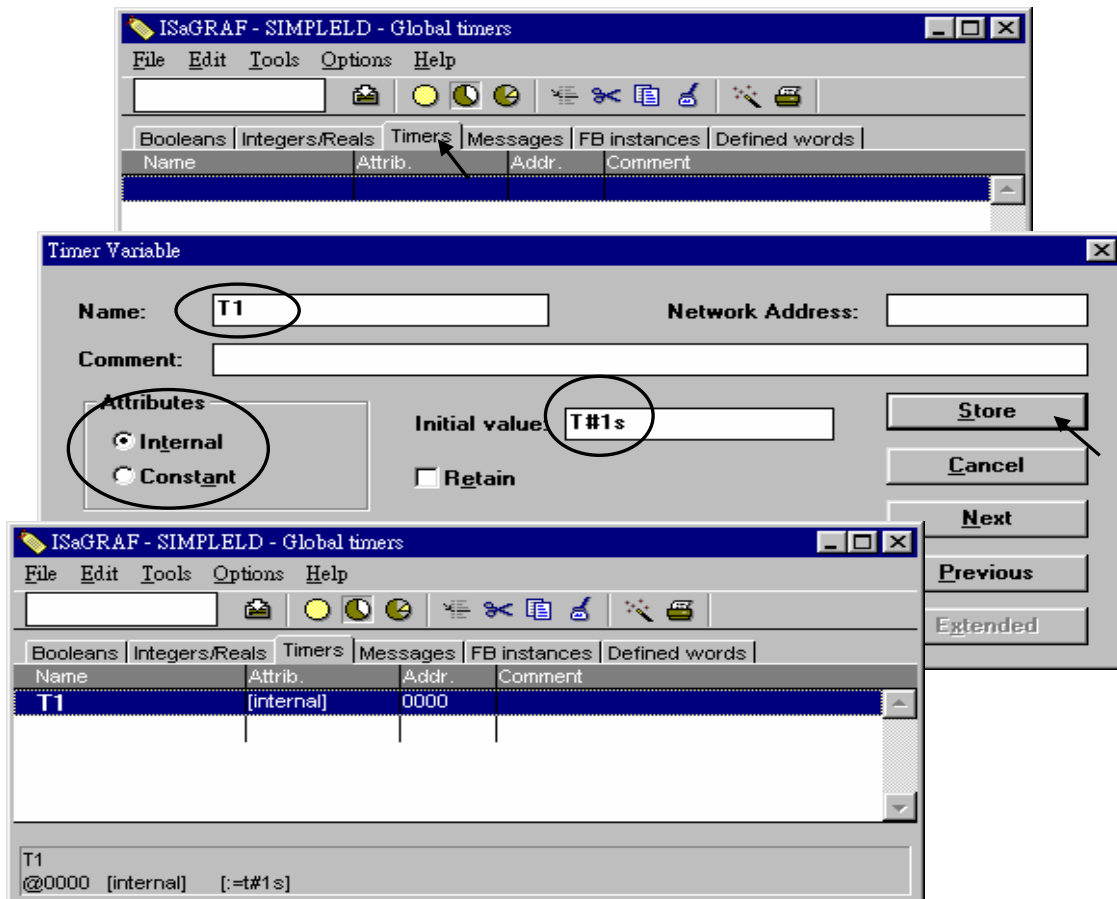 ISaGRAF - SIMPLELD - Global timers
File Edit Tools Options Help
Booleans Integers/Reals Timers Messages FB instances Defined words
Name Attrib. Addr. Comment
Timer Variable
Name: T1 Network Address:
Comment:
Attributes
Internal
Constant
Initial value: T#1s
Retain
Store
Cancel
Next
Previous
Extended
ISaGRAF - SIMPLELD - Global timers
File Edit Tools Options Help
Booleans Integers/Reals Timers Messages FB instances Defined words
Name Attrib. Addr. Comment
T1 [internal] 0000
T1
@0000 [internal] [:=t#1s]